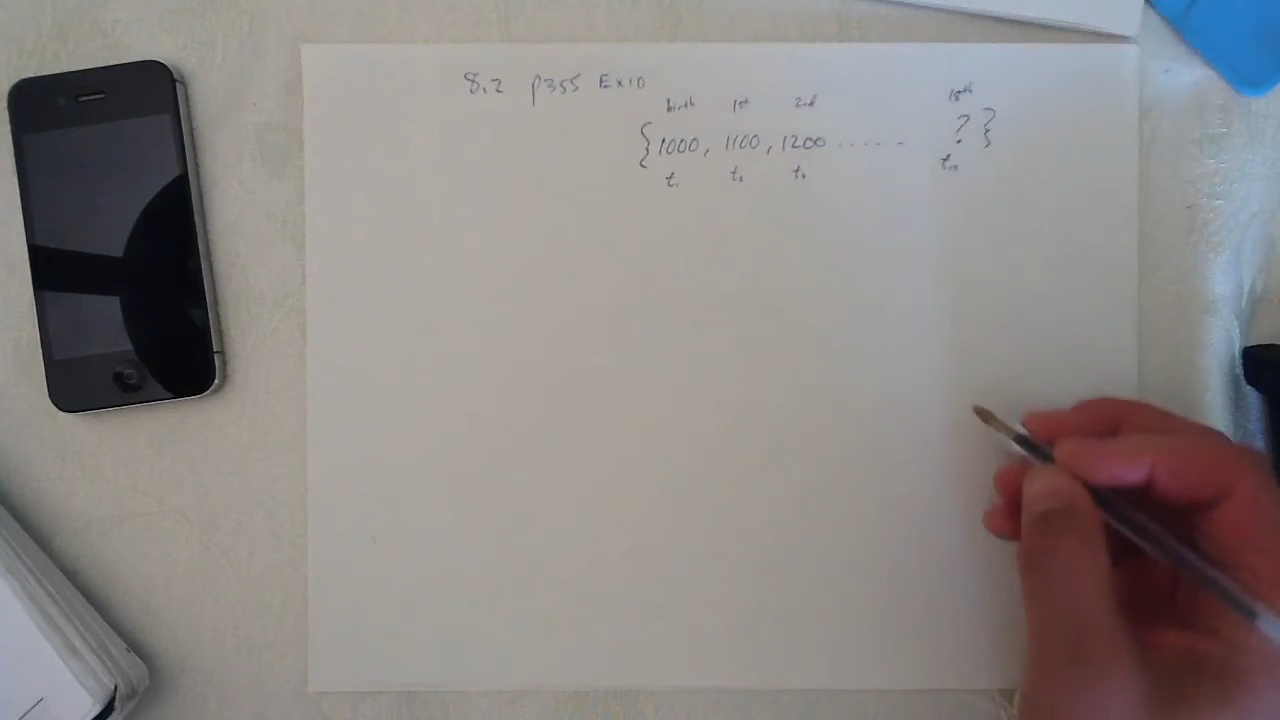 8.2 p355 Ex10
birth 1st 2nd 18th
{1000, 1100, 1200 ...... ? }
t₁ t₂ t₃ t₁₉